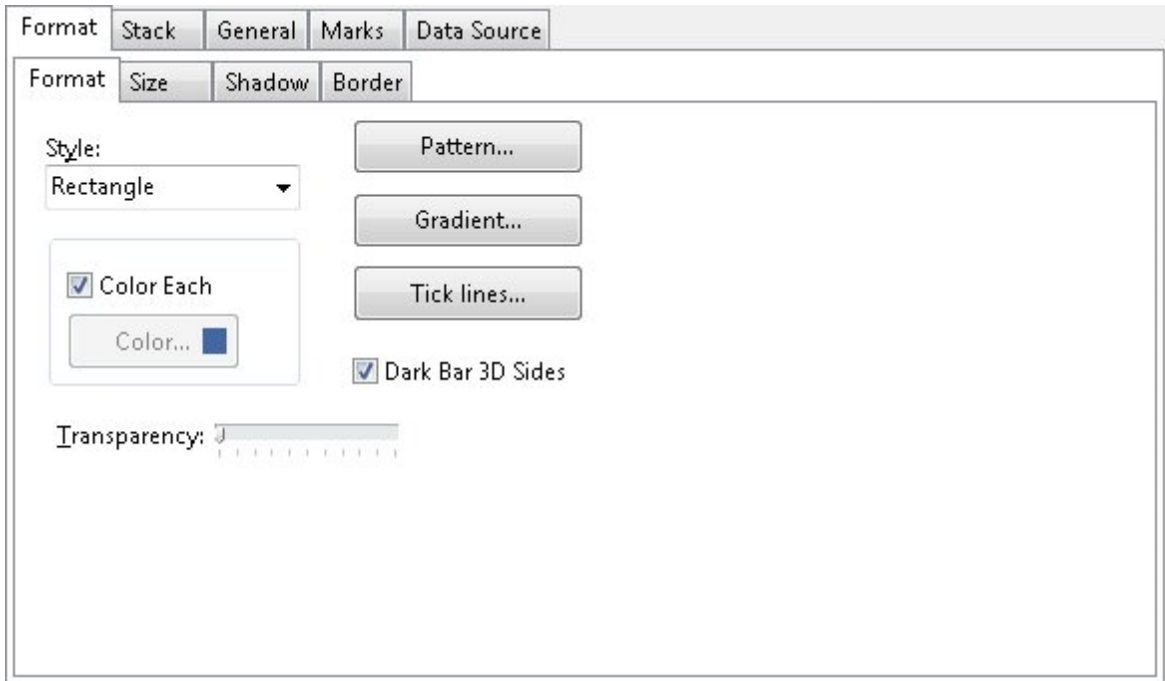 Format Stack General Marks Data Source
Format Size Shadow Border
Style:
Rectangle
Color Each
Color...
Pattern...
Gradient...
Tick lines...
Dark Bar 3D Sides
Transparency: